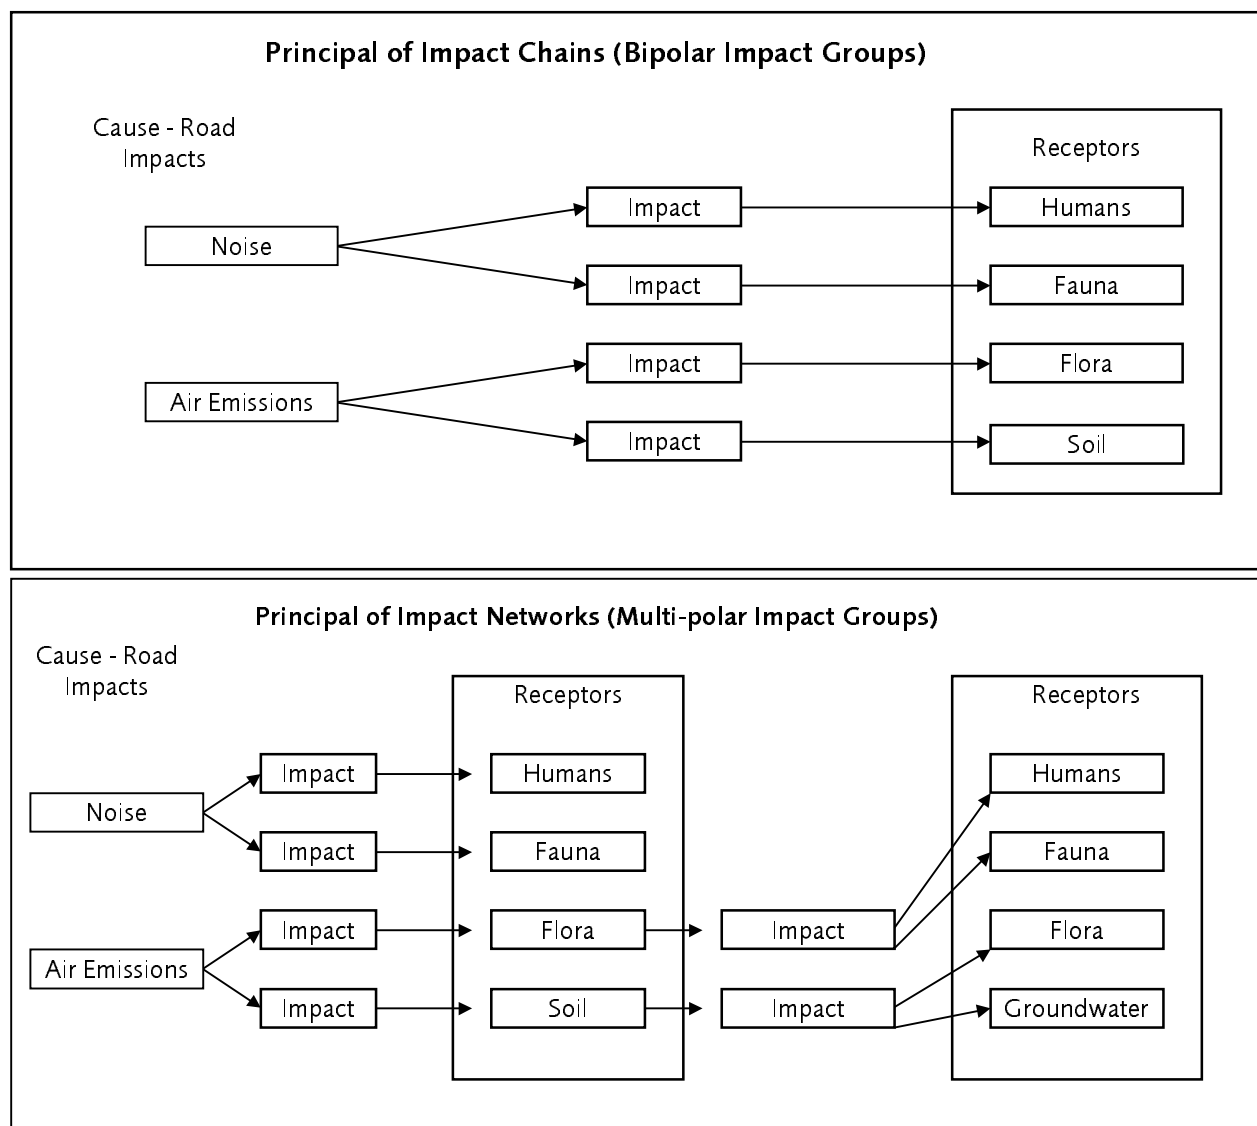 Principal of Impact Chains (Bipolar Impact Groups)
Cause - Road
Impacts
Receptors
Impact
Humans
Noise
Impact
Fauna
Impact
Flora
Air Emissions
Impact
Soil
Principal of Impact Networks (Multi-polar Impact Groups)
Cause - Road
Impacts
Receptors
Receptors
Impact
Humans
Humans
Noise
Impact
Fauna
Fauna
Impact
Flora
Impact
Flora
Air Emissions
Impact
Soil
Impact
Groundwater